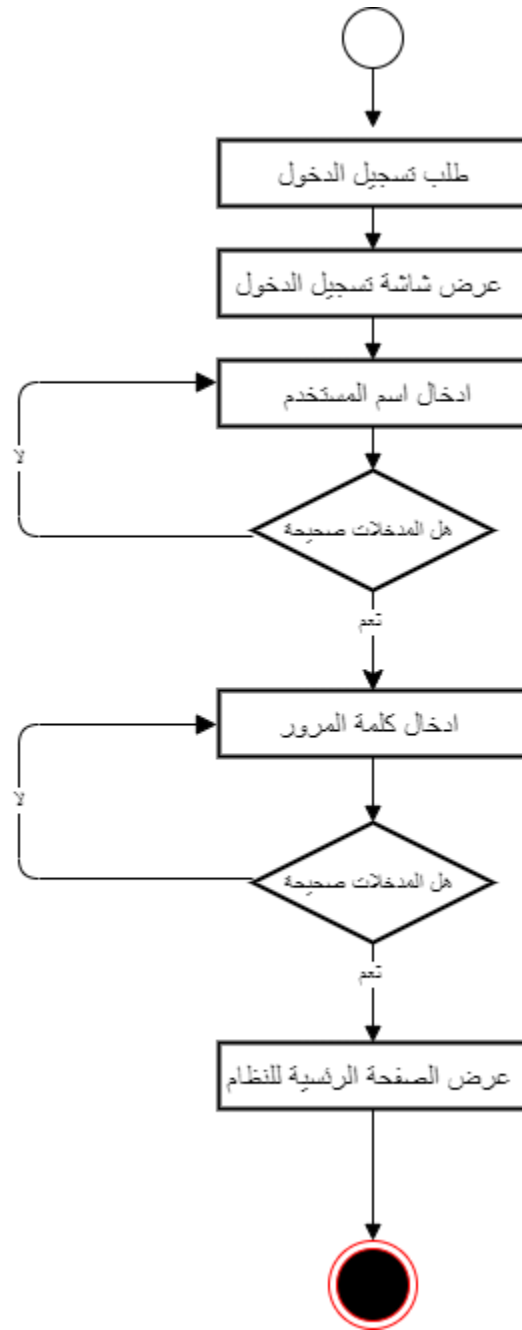 طلب تسجيل الدخول
عرض شاشة تسجيل الدخول
ادخال اسم المستخدم
هل المدخلات صحيحة
لا
نعم
ادخال كلمة المرور
هل المدخلات صحيحة
لا
نعم
عرض الصفحة الرئسية للنظام